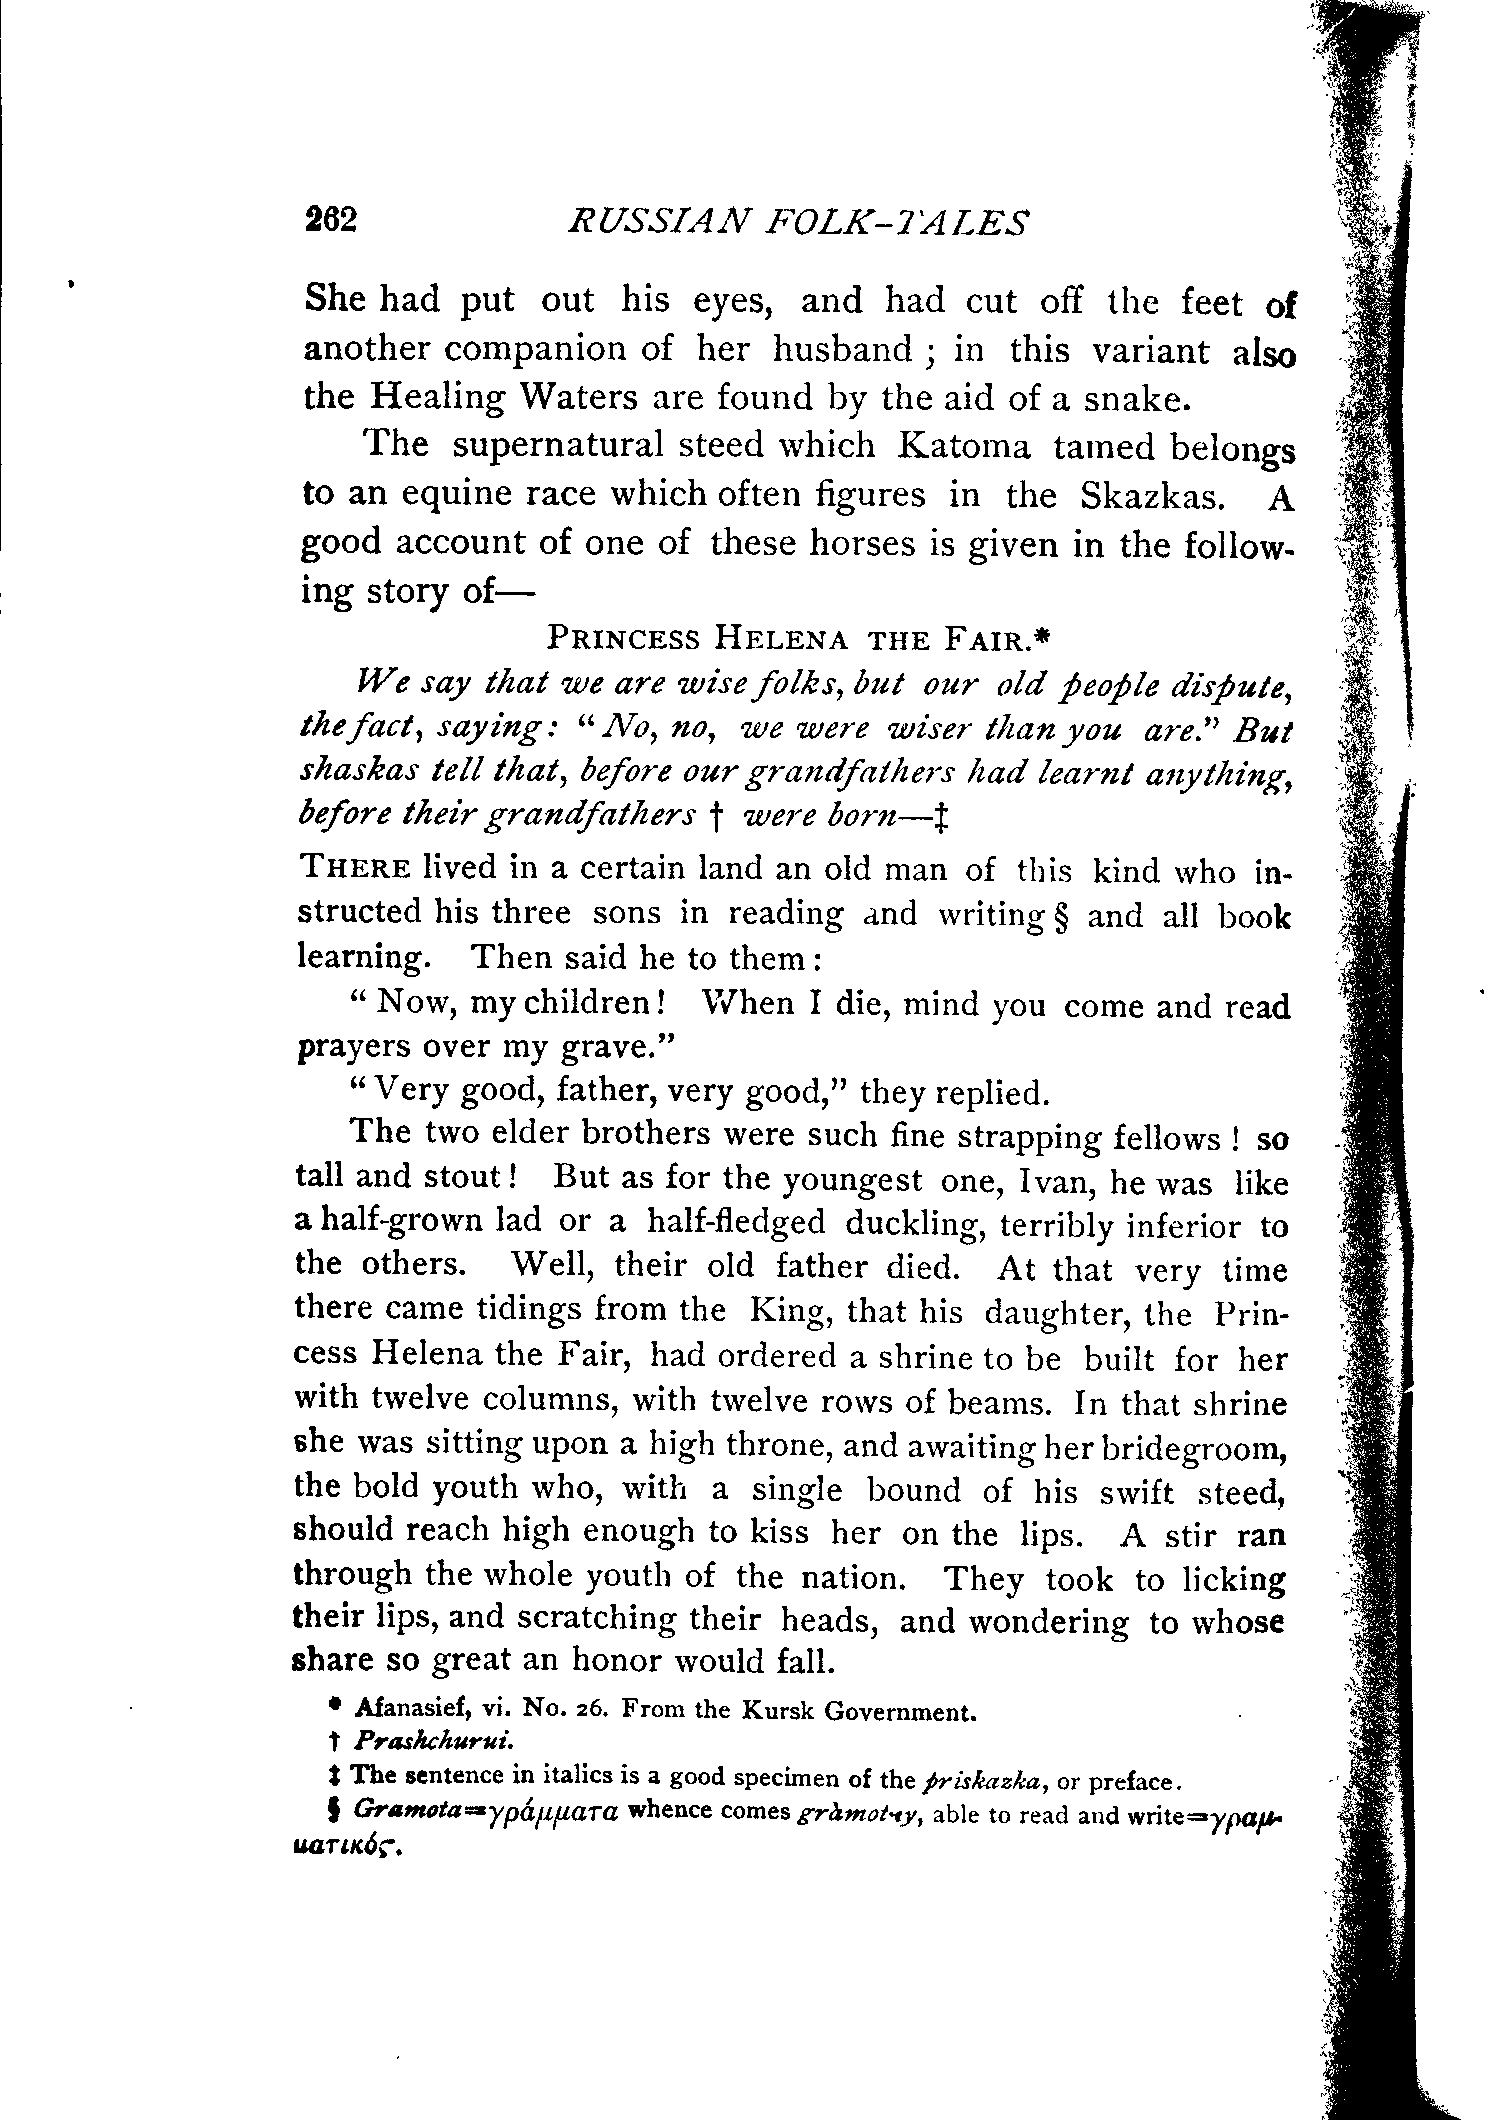 262 RUSSIAN FOLK-TALES
She had put out his eyes, and had cut off the feet of
another companion of her husband ; in this variant also
the Healing Waters are found by the aid of a snake.
The supernatural steed which Katoma tamed belongs
to an equine race which often figures in the Skazkas. A
good account of one of these horses is given in the follow-
ing story of—
PRINCESS HELENA THE FAIR.*
We say that we are wise folks, but our old people dispute,
the fact, saying: “ No, no, we were wiser than you are.” But
shaskas tell that, before our grandfathers had learnt anything,
before their grandfathers † were born—‡
THERE lived in a certain land an old man of this kind who in-
structed his three sons in reading and writing § and all book
learning. Then said he to them :
“ Now, my children ! When I die, mind you come and read
prayers over my grave.”
“ Very good, father, very good,” they replied.
The two elder brothers were such fine strapping fellows ! so
tall and stout ! But as for the youngest one, Ivan, he was like
a half-grown lad or a half-fledged duckling, terribly inferior to
the others. Well, their old father died. At that very time
there came tidings from the King, that his daughter, the Prin-
cess Helena the Fair, had ordered a shrine to be built for her
with twelve columns, with twelve rows of beams. In that shrine
she was sitting upon a high throne, and awaiting her bridegroom,
the bold youth who, with a single bound of his swift steed,
should reach high enough to kiss her on the lips. A stir ran
through the whole youth of the nation. They took to licking
their lips, and scratching their heads, and wondering to whose
share so great an honor would fall.
* Afanasief, vi. No. 26. From the Kursk Government.
† Prashchurui.
‡ The sentence in italics is a good specimen of the priskazka, or preface.
§ Gramota=γράμματα whence comes able to read and write=γραμ-
ματικός.